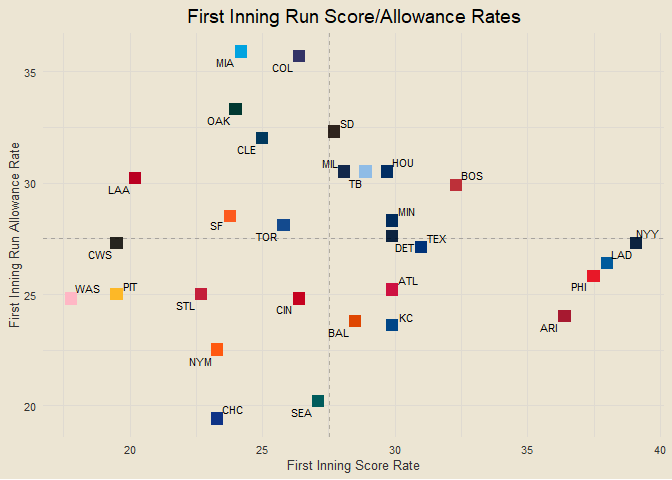 First Inning Run Score/Allowance Rates
First Inning Run Allowance Rate
35
30
25
20
MIA
COL
OAK
SD
CLE
MIL
TB
HOU
BOS
LAA
SF
TOR
MIN
DET
TEX
NYY
CWS
LAD
WAS
PIT
STL
CIN
ATL
PHI
BAL
KC
ARI
NYM
CHC
SEA
20
25
30
35
40
First Inning Score Rate